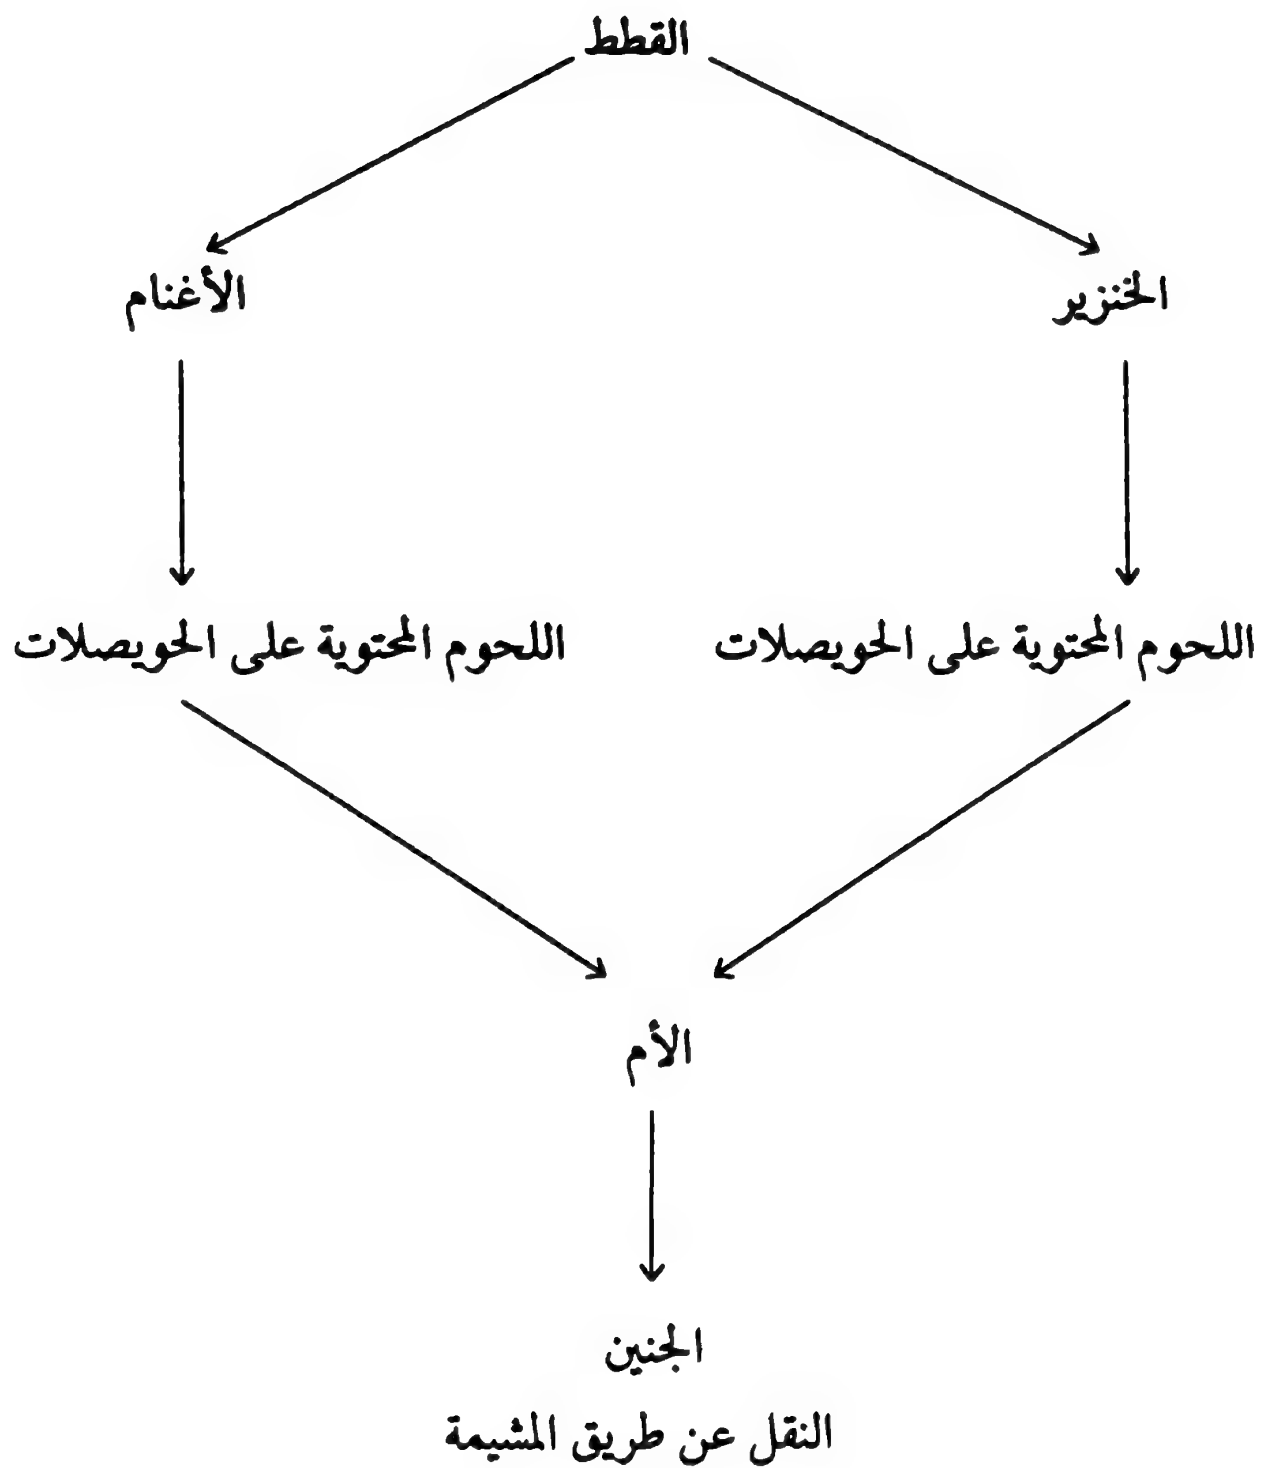 القطط
الخنزير
الأغنام
اللحوم المحتوية على الحويصلات
اللحوم المحتوية على الحويصلات
الأم
الجنين
النقل عن طريق المشيمة